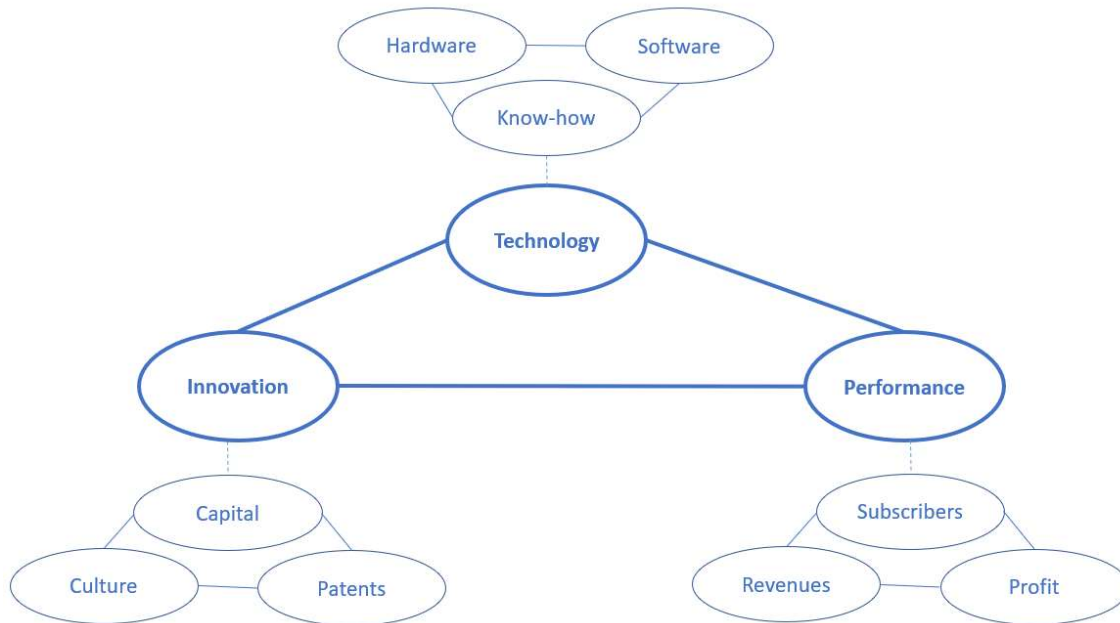 Hardware
Software
Know-how
Technology
Innovation
Performance
Capital
Subscribers
Culture
Patents
Revenues
Profit